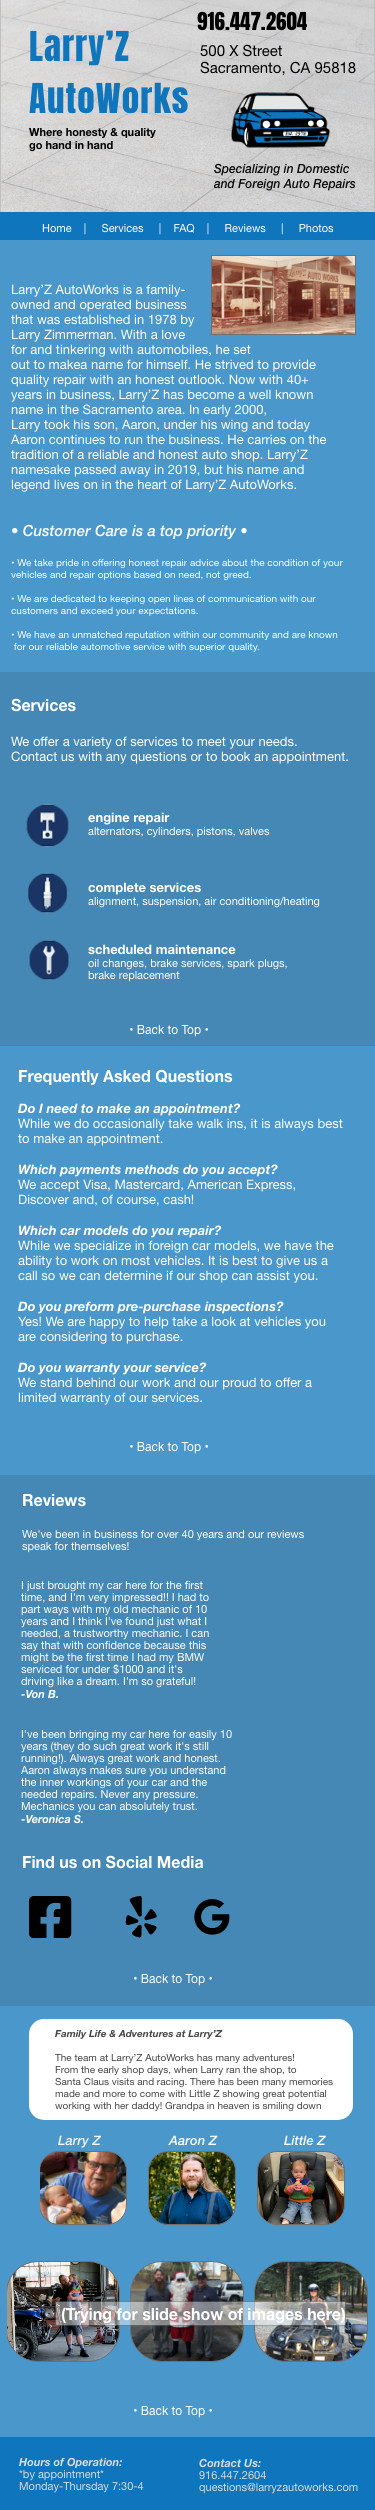 Larry’Z
AutoWorks
Where honesty & quality
go hand in hand
916.447.2604
500 X Street
Sacramento, CA 95818
Specializing in Domestic
and Foreign Auto Repairs
Home | Services | FAQ | Reviews | Photos
Larry’Z AutoWorks is a family-
owned and operated business
that was established in 1978 by
Larry Zimmerman. With a love
for and tinkering with automobiles, he set
out to makea name for himself. He strived to provide
quality repair with an honest outlook. Now with 40+
years in business, Larry’Z has become a well known
name in the Sacramento area. In early 2000,
Larry took his son, Aaron, under his wing and today
Aaron continues to run the business. He carries on the
tradition of a reliable and honest auto shop. Larry’Z
namesake passed away in 2019, but his name and
legend lives on in the heart of Larry’Z AutoWorks.
• Customer Care is a top priority •
• We take pride in offering honest repair advice about the condition of your
vehicles and repair options based on need, not greed.
• We are dedicated to keeping open lines of communication with our
customers and exceed your expectations.
• We have an unmatched reputation within our community and are known
for our reliable automotive service with superior quality.
Services
We offer a variety of services to meet your needs.
Contact us with any questions or to book an appointment.
engine repair
alternators, cylinders, pistons, valves
complete services
alignment, suspension, air conditioning/heating
scheduled maintenance
oil changes, brake services, spark plugs,
brake replacement
• Back to Top •
Frequently Asked Questions
Do I need to make an appointment?
While we do occasionally take walk ins, it is always best
to make an appointment.
Which payments methods do you accept?
We accept Visa, Mastercard, American Express,
Discover and, of course, cash!
Which car models do you repair?
While we specialize in foreign car models, we have the
ability to work on most vehicles. It is best to give us a
call so we can determine if our shop can assist you.
Do you preform pre-purchase inspections?
Yes! We are happy to help take a look at vehicles you
are considering to purchase.
Do you warranty your service?
We stand behind our work and our proud to offer a
limited warranty of our services.
• Back to Top •
Reviews
We've been in business for over 40 years and our reviews
speak for themselves!
I just brought my car here for the first
time, and I'm very impressed!! I had to
part ways with my old mechanic of 10
years and I think I've found just what I
needed, a trustworthy mechanic. I can
say that with confidence because this
might be the first time I had my BMW
serviced for under $1000 and it's
driving like a dream. I'm so grateful!
-Von B.
I've been bringing my car here for easily 10
years (they do such great work it's still
running!). Always great work and honest.
Aaron always makes sure you understand
the inner workings of your car and the
needed repairs. Never any pressure.
Mechanics you can absolutely trust.
-Veronica S.
Find us on Social Media
• Back to Top •
Family Life & Adventures at Larry’Z
The team at Larry’Z AutoWorks has many adventures!
From the early shop days, when Larry ran the shop, to
Santa Claus visits and racing. There has been many memories
made and more to come with Little Z showing great potential
working with her daddy! Grandpa in heaven is smiling down
Larry Z Aaron Z Little Z
(Trying for slide show of images here)
• Back to Top •
Hours of Operation:
*by appointment*
Monday-Thursday 7:30-4
Contact Us:
916.447.2604
questions@larryzautoworks.com